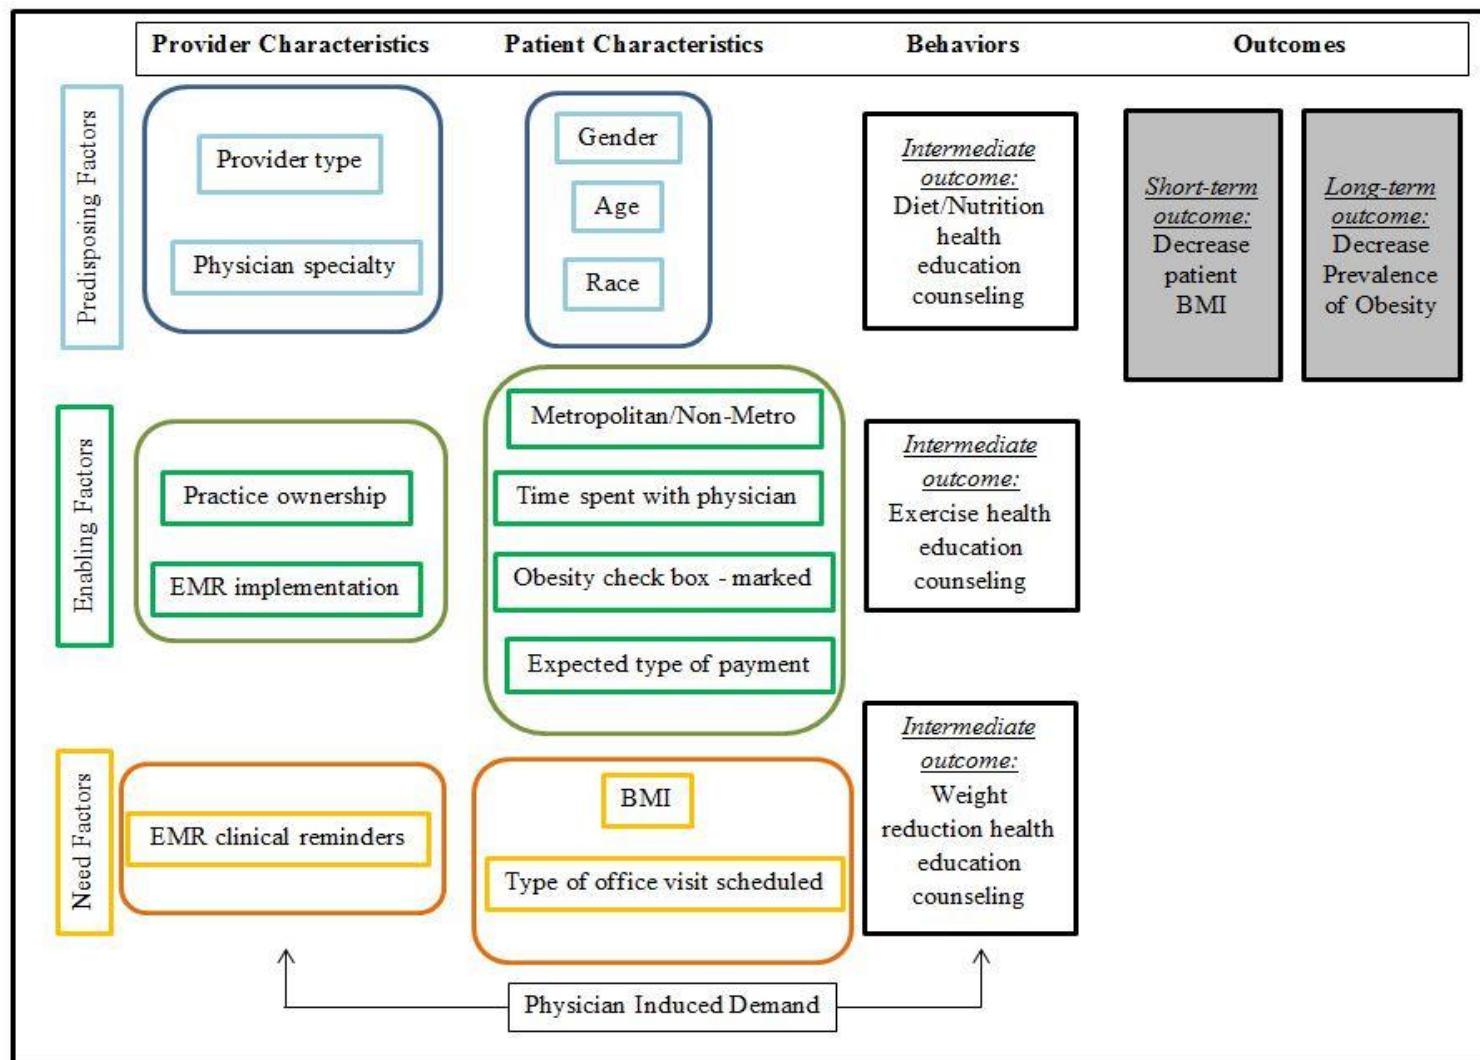 Provider Characteristics
Patient Characteristics
Behaviors
Outcomes
Predisposing Factors
Provider type
Physician specialty
Gender
Age
Race
Intermediate
outcome:
Diet/Nutrition
health
education
counseling
Short-term
outcome:
Decrease
patient
BMI
Long-term
outcome:
Decrease
Prevalence
of Obesity
Enabling Factors
Practice ownership
EMR implementation
Metropolitan/Non-Metro
Time spent with physician
Obesity check box - marked
Expected type of payment
Intermediate
outcome:
Exercise health
education
counseling
Need Factors
EMR clinical reminders
BMI
Type of office visit scheduled
Intermediate
outcome:
Weight
reduction health
education
counseling
Physician Induced Demand